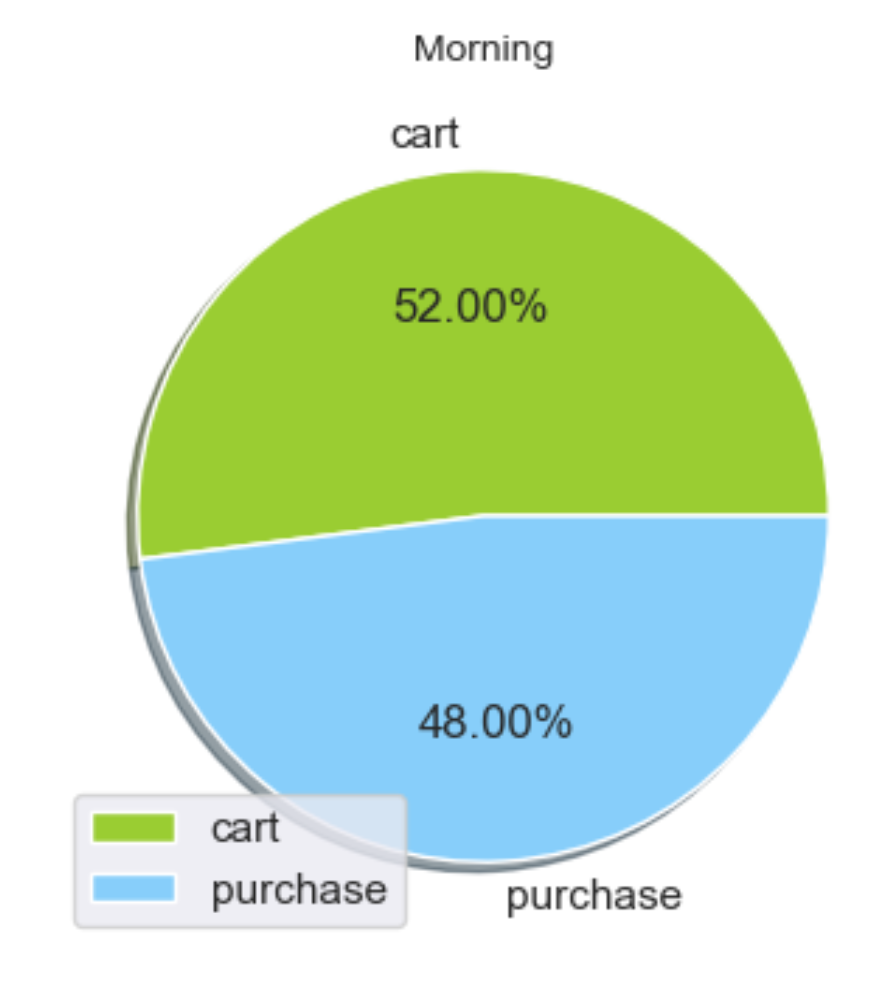 Morning
cart
52.00%
48.00%
cart
purchase
purchase